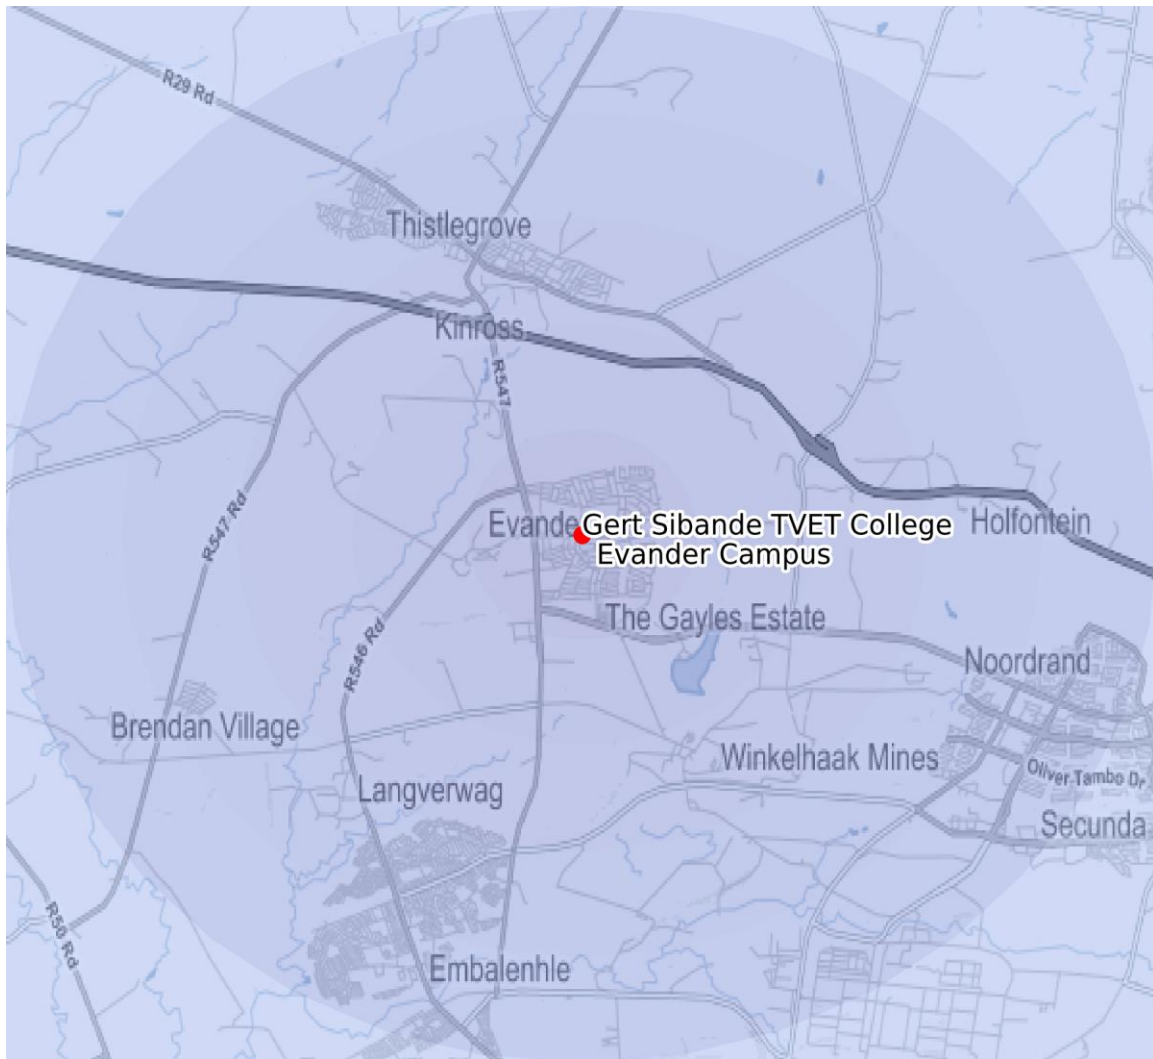 R29 Rd
Thistlegrove
Kinross
R547
Evande
Gert Sibande TVET College
Evander Campus
Holfontein
R547 Rd
The Gayles Estate
R546 Rd
Noordrand
Brendan Village
Winkelhaak Mines
Oliver Tambo Dr
Langverwag
Secunda
R50 Rd
Embalenhle